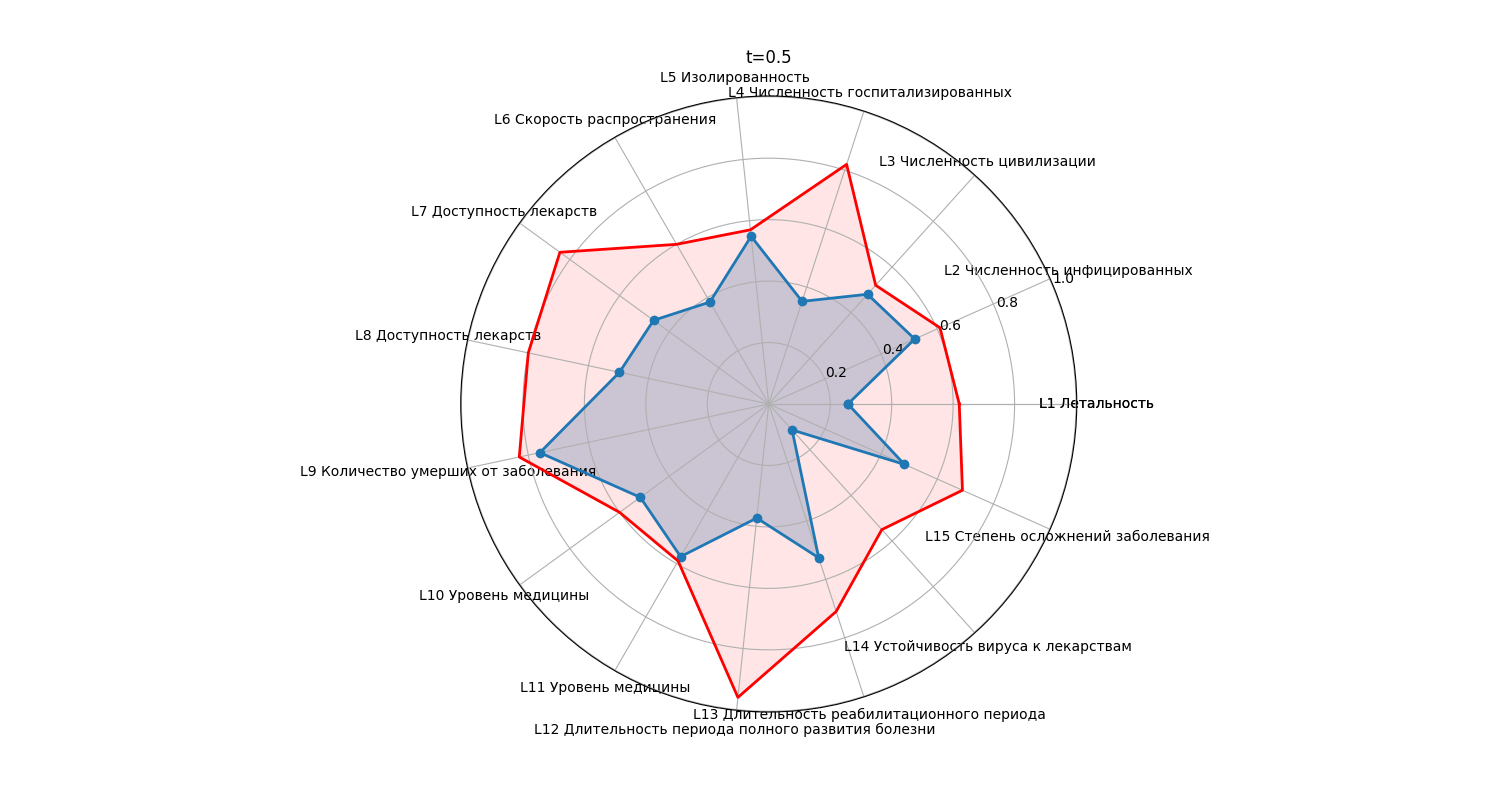 t=0.5
L5 Изолированность
L4 Численность госпитализированных
L6 Скорость распространения
L3 Численность цивилизации
L7 Доступность лекарств
L2 Численность инфицированных
1.0
0.8
0.6
L8 Доступность лекарств
0.4
0.2
L1 Летальность
L9 Количество умерших от заболевания
L15 Степень осложнений заболевания
L10 Уровень медицины
L14 Устойчивость вируса к лекарствам
L11 Уровень медицины
L13 Длительность реабилитационного периода
L12 Длительность периода полного развития болезни